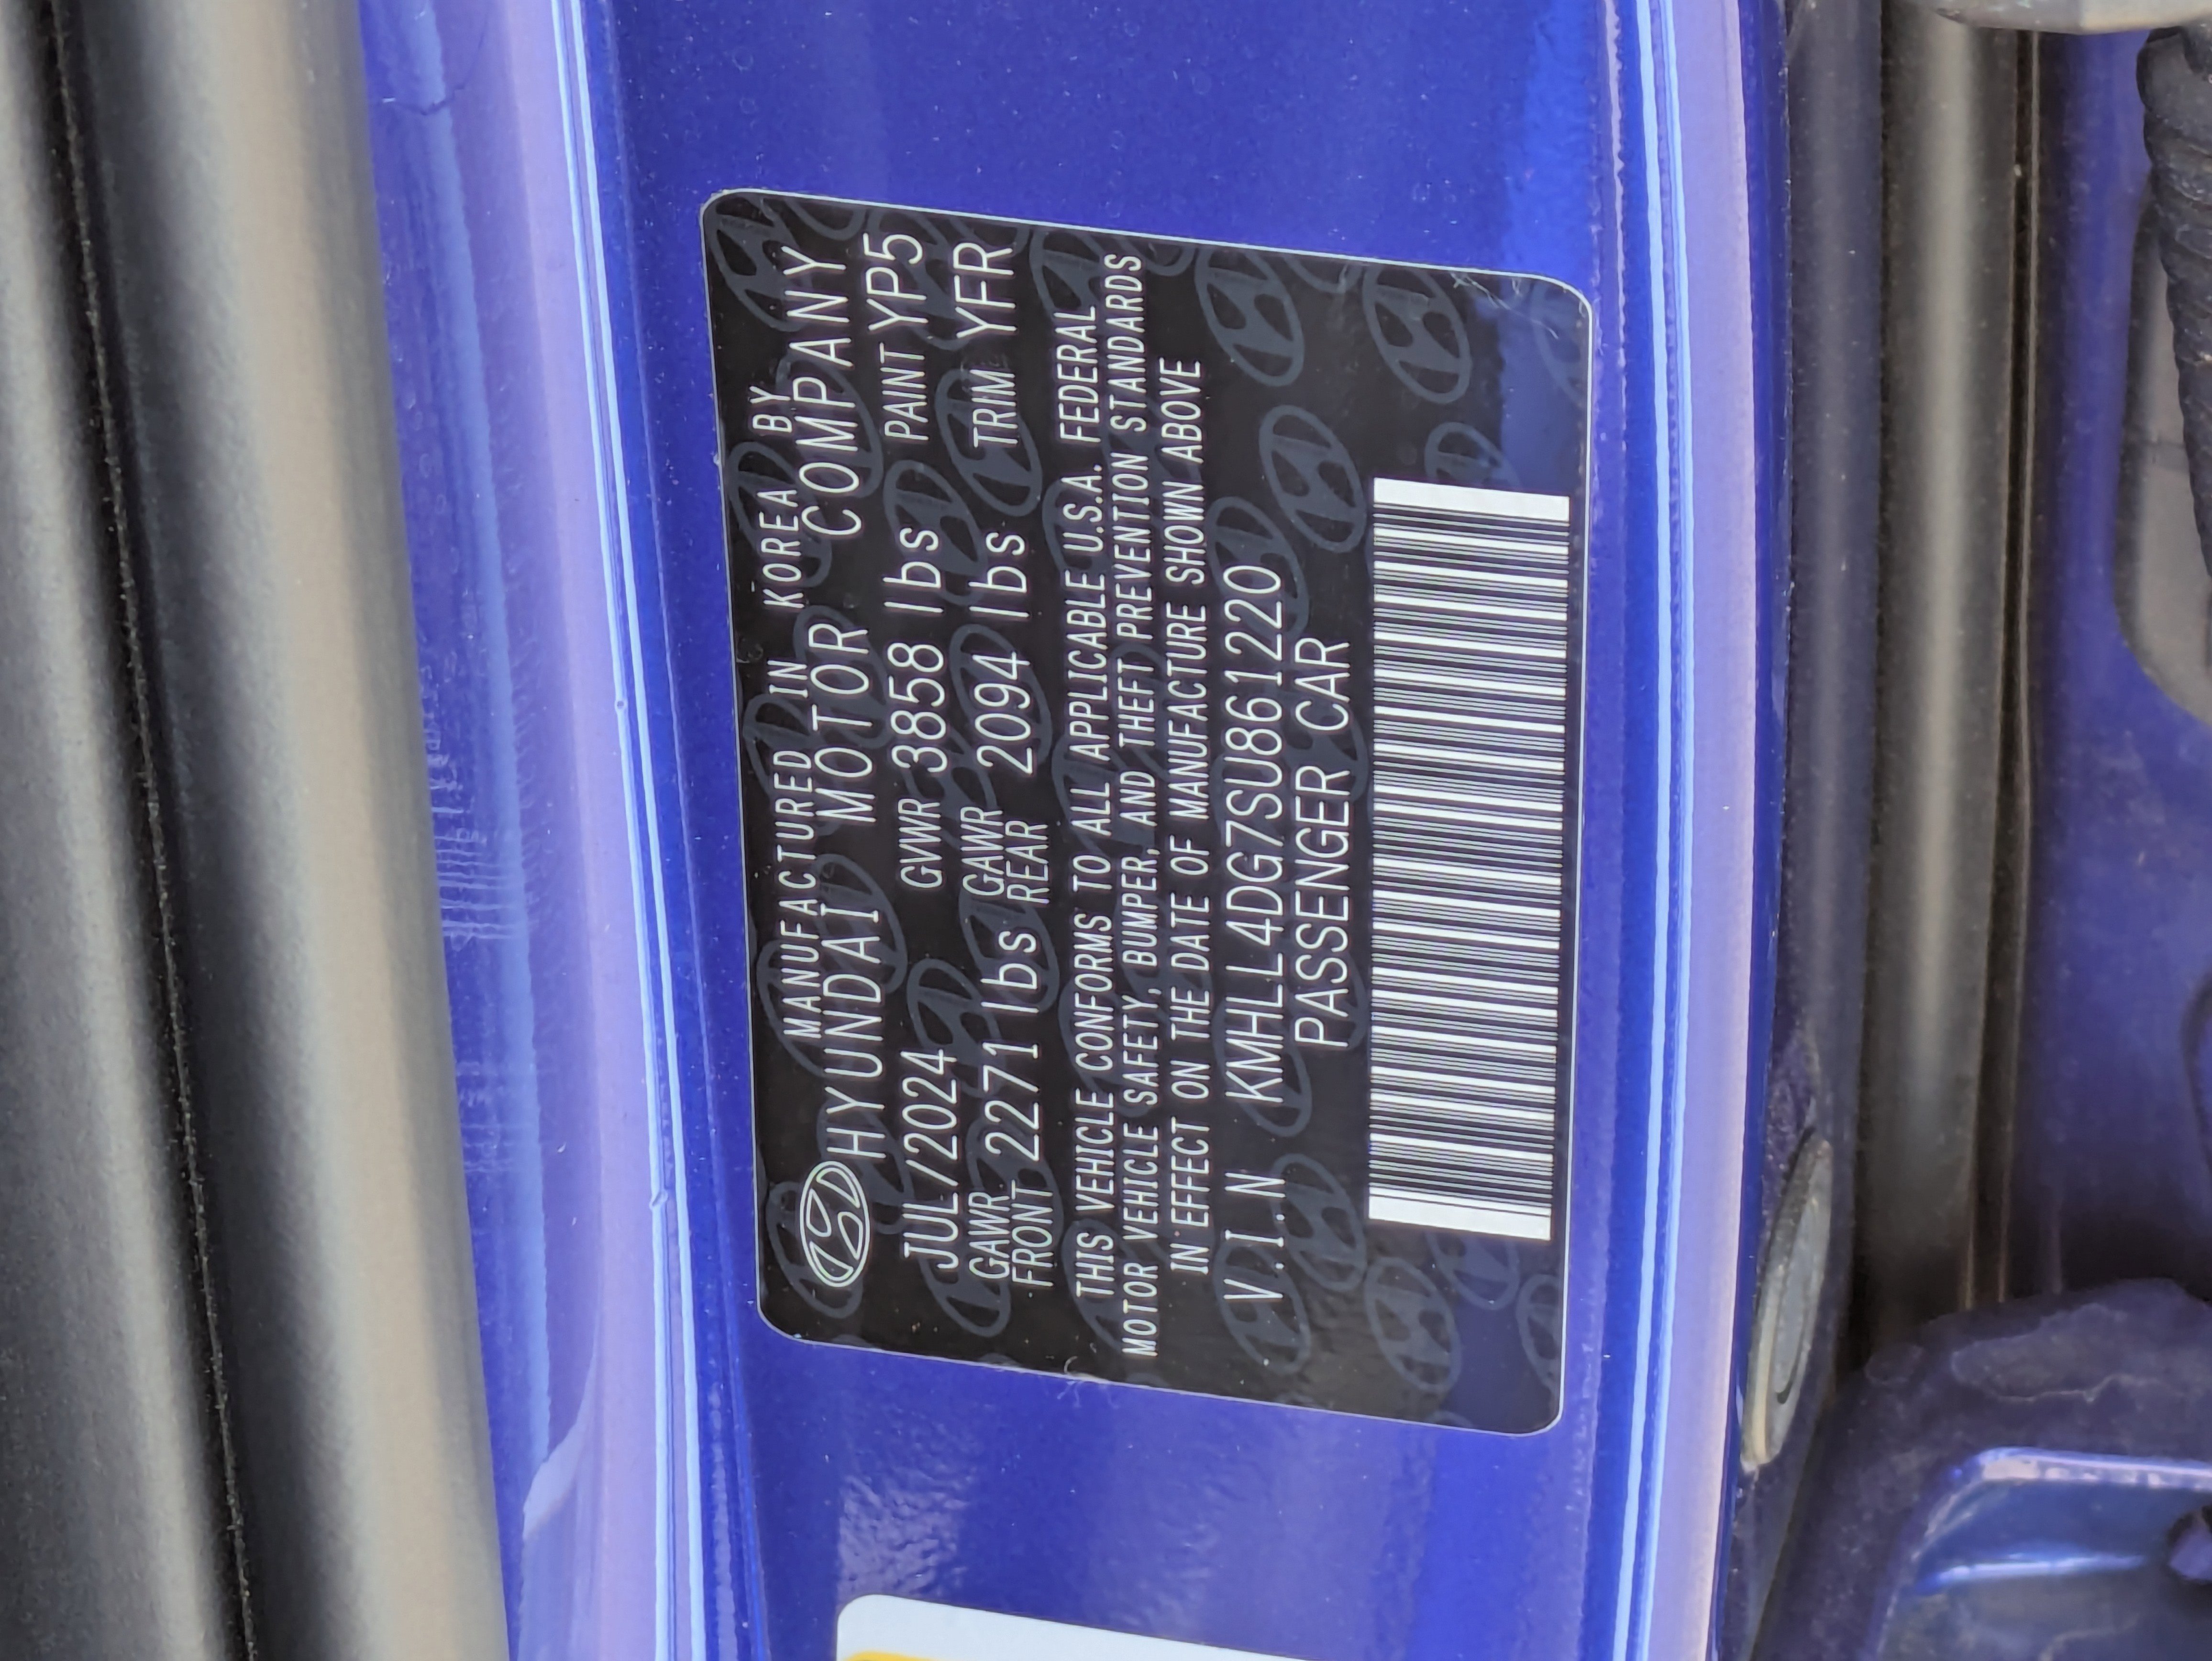 MANUFACTURED IN KOREA BY
HYUNDAI MOTOR COMPANY
JUL/2024 GVWR 3858 lbs PAINT YP5
GAWR FRONT 2271 lbs GAWR REAR 2094 lbs TRIM YFR
THIS VEHICLE CONFORMS TO ALL APPLICABLE U.S.A. FEDERAL
MOTOR VEHICLE SAFETY, BUMPER, AND THEFT PREVENTION STANDARDS
IN EFFECT ON THE DATE OF MANUFACTURE SHOWN ABOVE
V.I.N KMHLL4DG7SU861220
PASSENGER CAR